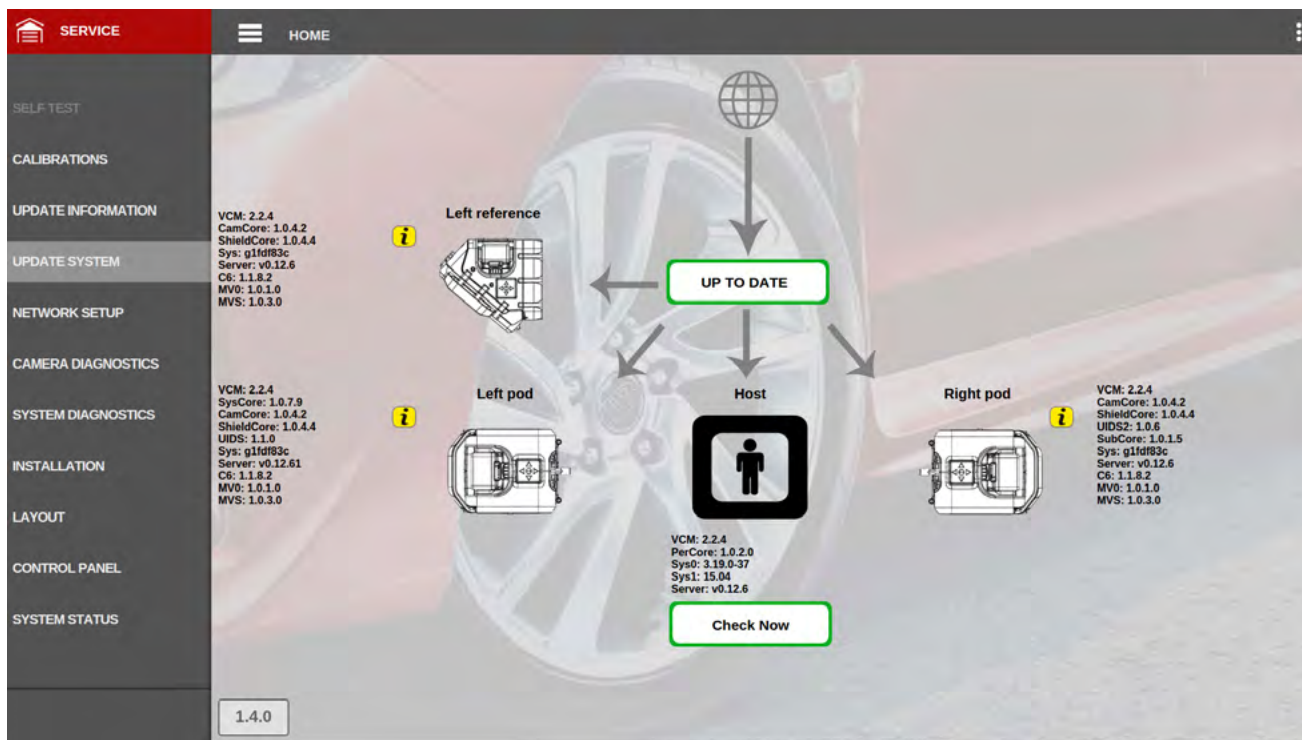 SERVICE
HOME
SELF TEST
CALIBRATIONS
UPDATE INFORMATION
UPDATE SYSTEM
NETWORK SETUP
CAMERA DIAGNOSTICS
SYSTEM DIAGNOSTICS
INSTALLATION
LAYOUT
CONTROL PANEL
SYSTEM STATUS
VCM: 2.2.4
CamCore: 1.0.4.2
ShieldCore: 1.0.4.4
Sys: g1fdf83c
Server: v0.12.6
C6: 1.1.8.2
MV0: 1.0.1.0
MVS: 1.0.3.0
i
Left reference
UP TO DATE
VCM: 2.2.4
SysCore: 1.0.7.9
CamCore: 1.0.4.2
ShieldCore: 1.0.4.4
UIDS: 1.1.0
Sys: g1fdf83c
Server: v0.12.61
C6: 1.1.8.2
MV0: 1.0.1.0
MVS: 1.0.3.0
i
Left pod
Host
VCM: 2.2.4
PerCore: 1.0.2.0
Sys0: 3.19.0-37
Sys1: 15.04
Server: v0.12.6
Right pod
i
VCM: 2.2.4
CamCore: 1.0.4.2
ShieldCore: 1.0.4.4
UIDS2: 1.0.6
SubCore: 1.0.1.5
Sys: g1fdf83c
Server: v0.12.6
C6: 1.1.8.2
MV0: 1.0.1.0
MVS: 1.0.3.0
Check Now
1.4.0